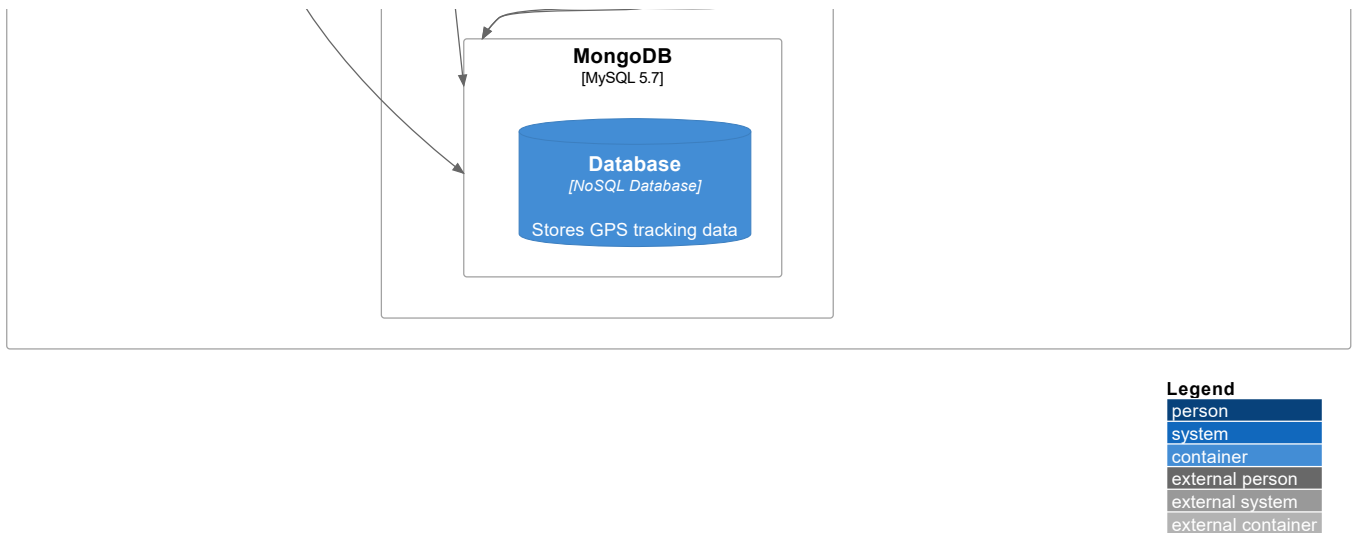 MongoDB
[MySQL 5.7]
Database
[NoSQL Database]
Stores GPS tracking data
Legend
person
system
container
external person
external system
external container